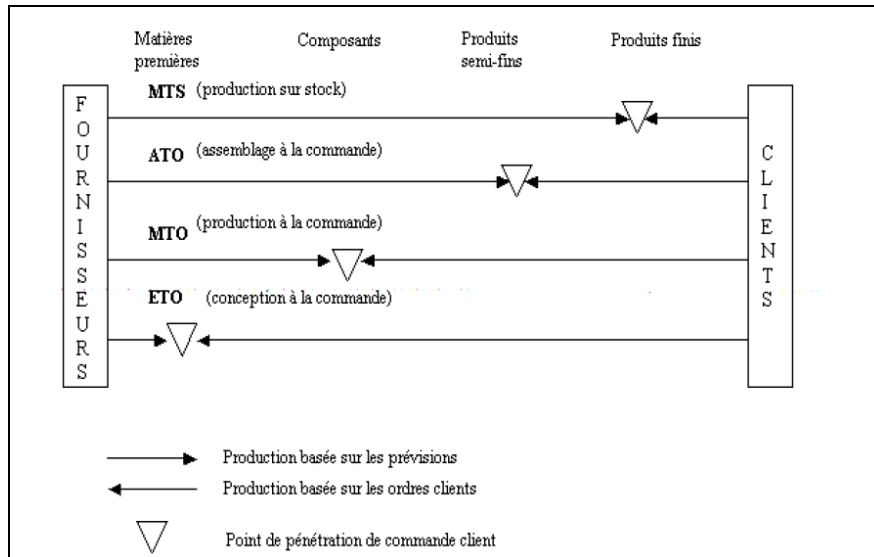 Matières premières
Composants
Produits semi-fins
Produits finis
FOURNISSEURS
CLIENTS
MTS (production sur stock)
ATO (assemblage à la commande)
MTO (production à la commande)
ETO (conception à la commande)
Production basée sur les prévisions
Production basée sur les ordres clients
Point de pénétration de commande client